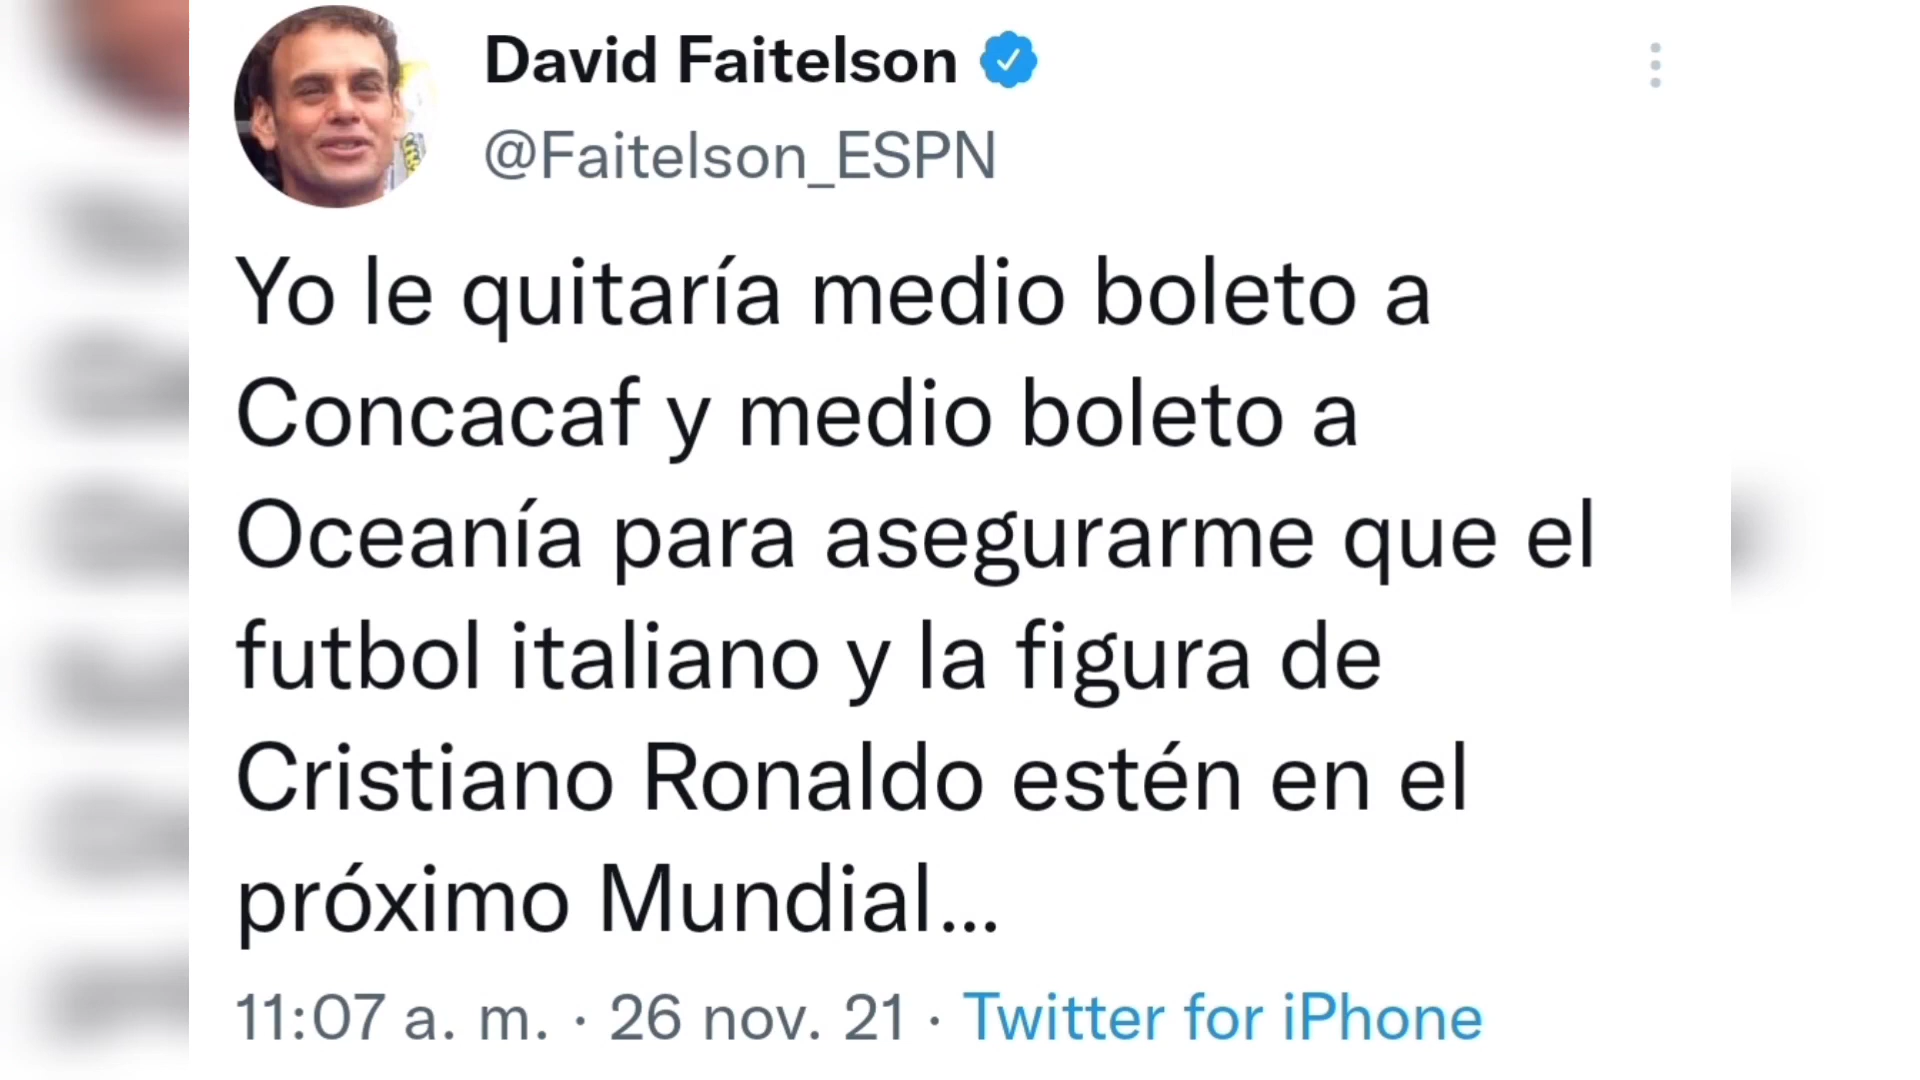 David Faitelson
@Faitelson_ESPN
Yo le quitaría medio boleto a
Concacaf y medio boleto a
Oceanía para asegurarme que el
futbol italiano y la figura de
Cristiano Ronaldo estén en el
próximo Mundial...
11:07 a. m. · 26 nov. 21 · Twitter for iPhone